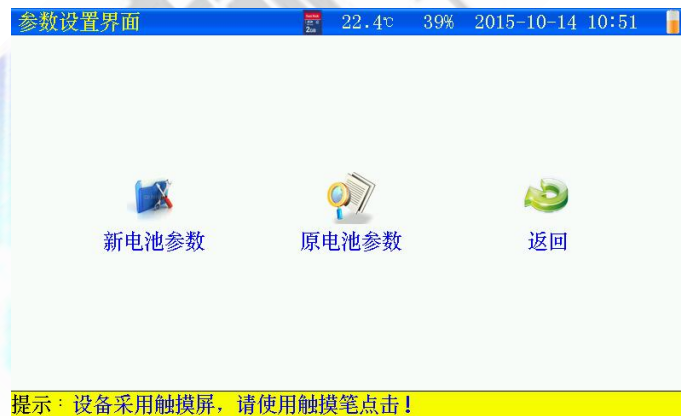 参数设置界面 22.4℃ 39% 2015-10-14 10:51
新电池参数 原电池参数 返回
提示：设备采用触摸屏，请使用触摸笔点击！